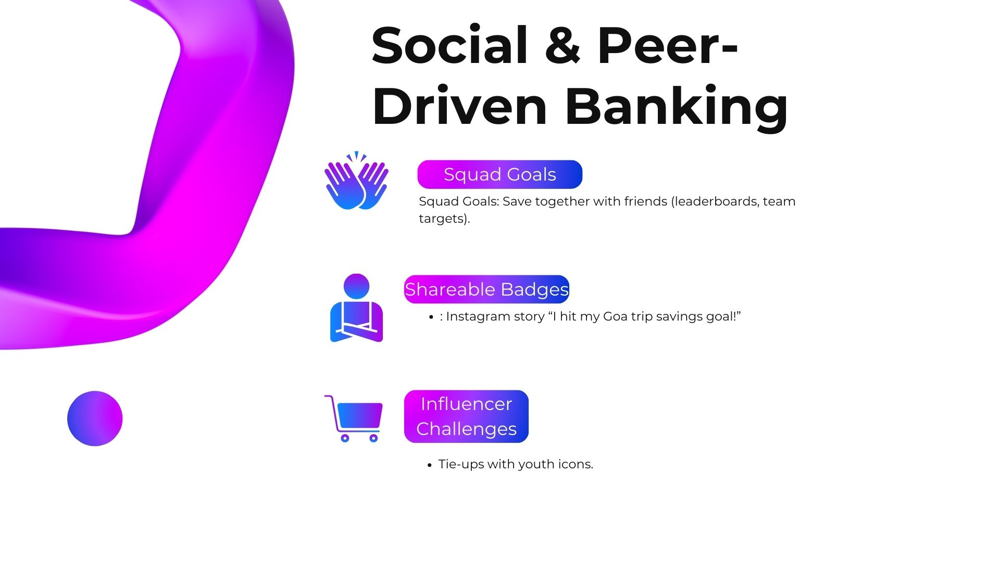 Social & Peer-
Driven Banking
Squad Goals
Squad Goals: Save together with friends (leaderboards, team
targets).
Shareable Badges
• : Instagram story “I hit my Goa trip savings goal!”
Influencer
Challenges
• Tie-ups with youth icons.